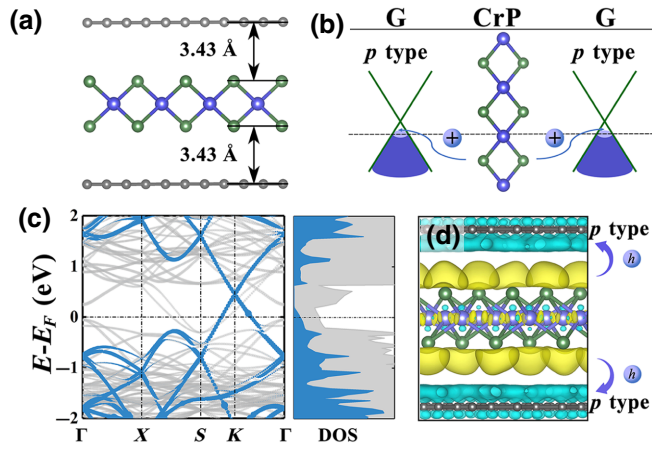 (a)
3.43 Å
3.43 Å
(b)
G CrP G
p type p type
+ +
(c)
E-E_F (eV)
2
1
0
−1
−2
Γ X S K Γ DOS
(d)
p type
h
h
p type